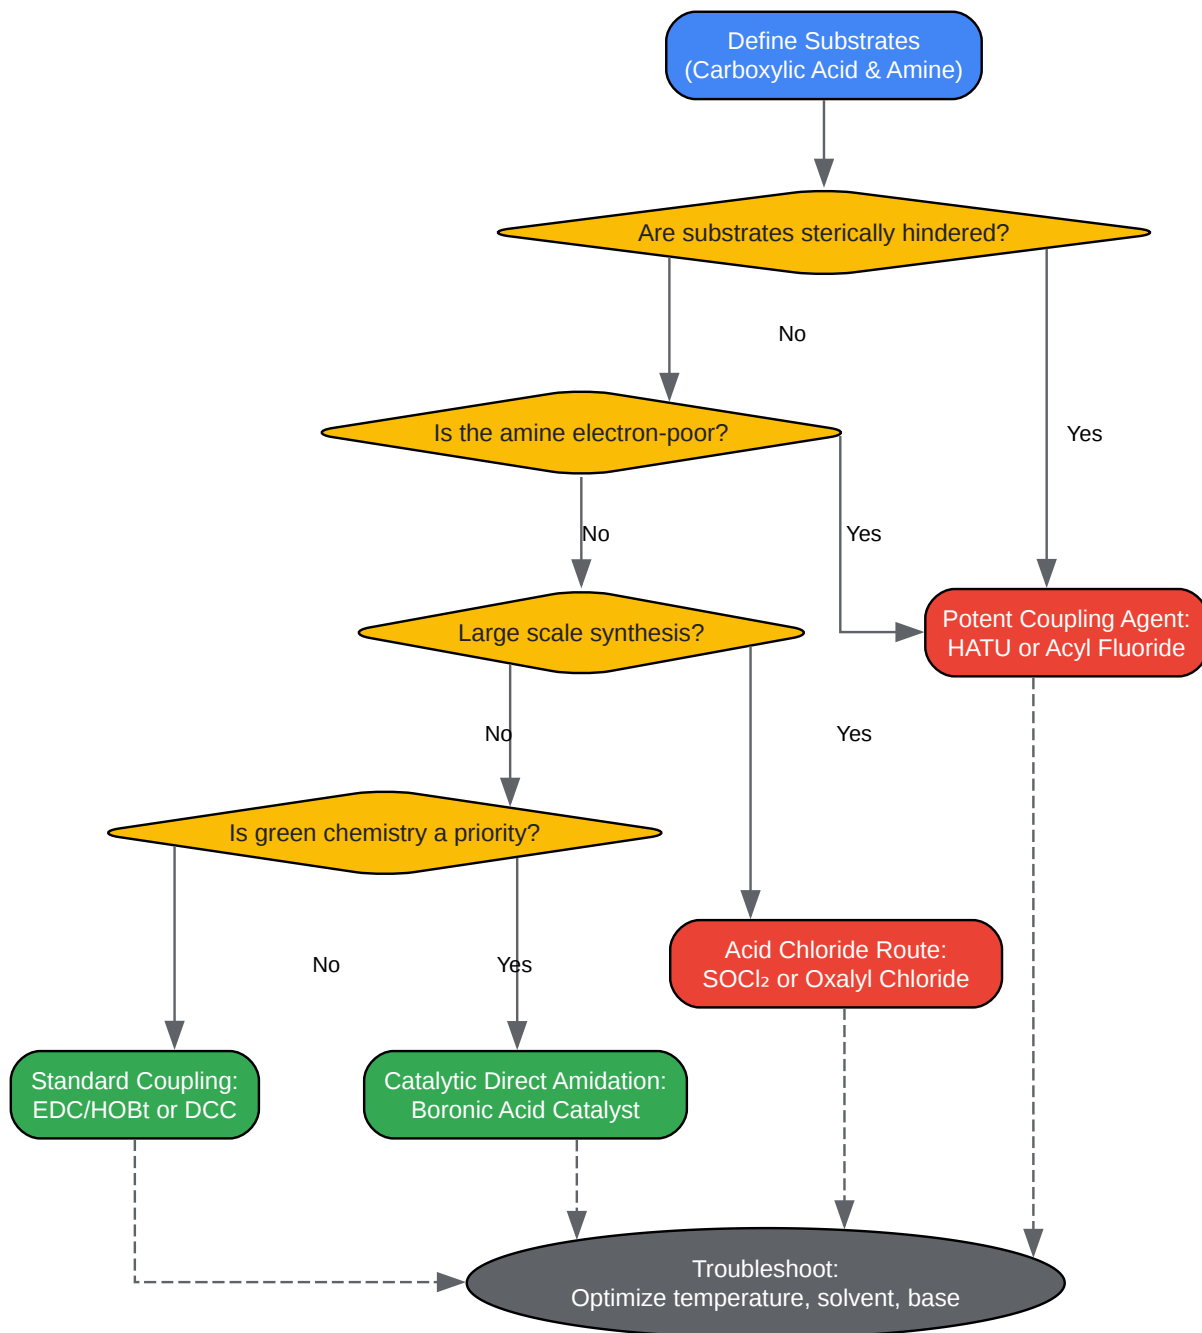 Define Substrates
(Carboxylic Acid & Amine)
Are substrates sterically hindered?
No
Is the amine electron-poor?
Yes
No
Yes
Potent Coupling Agent:
HATU or Acyl Fluoride
Large scale synthesis?
No
Yes
Is green chemistry a priority?
No
Yes
Acid Chloride Route:
SOCl₂ or Oxalyl Chloride
Standard Coupling:
EDC/HOBt or DCC
Catalytic Direct Amidation:
Boronic Acid Catalyst
Troubleshoot:
Optimize temperature, solvent, base